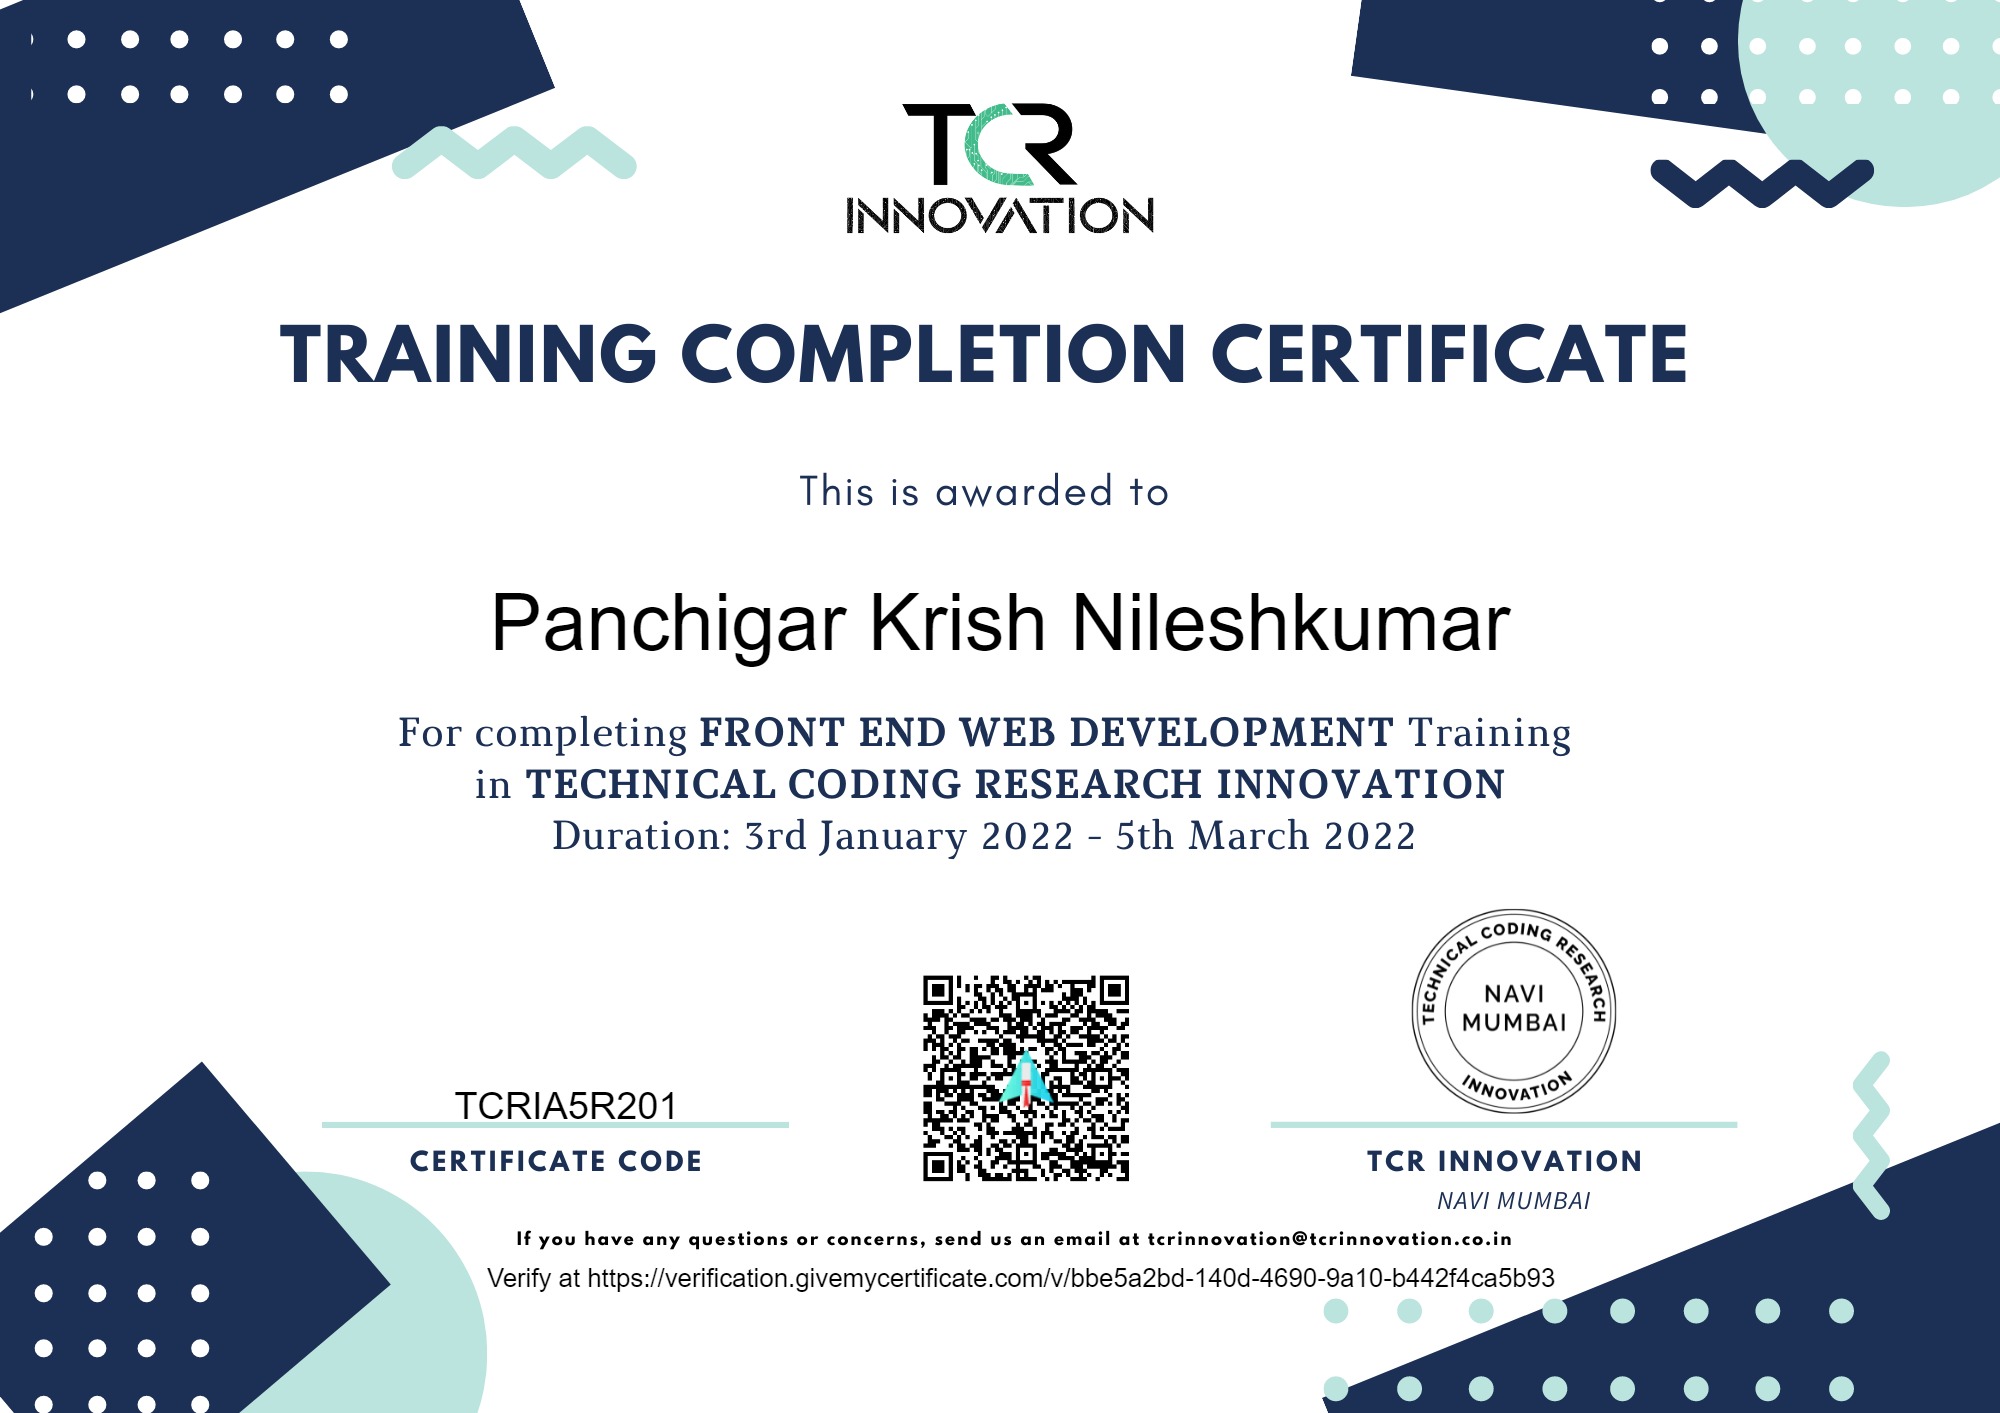 TCR
INNOVATION
TRAINING COMPLETION CERTIFICATE
This is awarded to
Panchigar Krish Nileshkumar
For completing FRONT END WEB DEVELOPMENT Training
in TECHNICAL CODING RESEARCH INNOVATION
Duration: 3rd January 2022 - 5th March 2022
TECHNICAL CODING RESEARCH
NAVI
MUMBAI
INNOVATION
TCRIA5R201
CERTIFICATE CODE
TCR INNOVATION
NAVI MUMBAI
If you have any questions or concerns, send us an email at tcrinnovation@tcrinnovation.co.in
Verify at https://verification.givemycertificate.com/v/bbe5a2bd-140d-4690-9a10-b442f4ca5b93